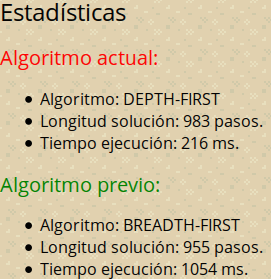 Estadísticas
Algoritmo actual:
Algoritmo: DEPTH-FIRST
Longitud solución: 983 pasos.
Tiempo ejecución: 216 ms.
Algoritmo previo:
Algoritmo: BREADTH-FIRST
Longitud solución: 955 pasos.
Tiempo ejecución: 1054 ms.